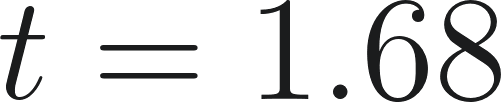 t = 1.68